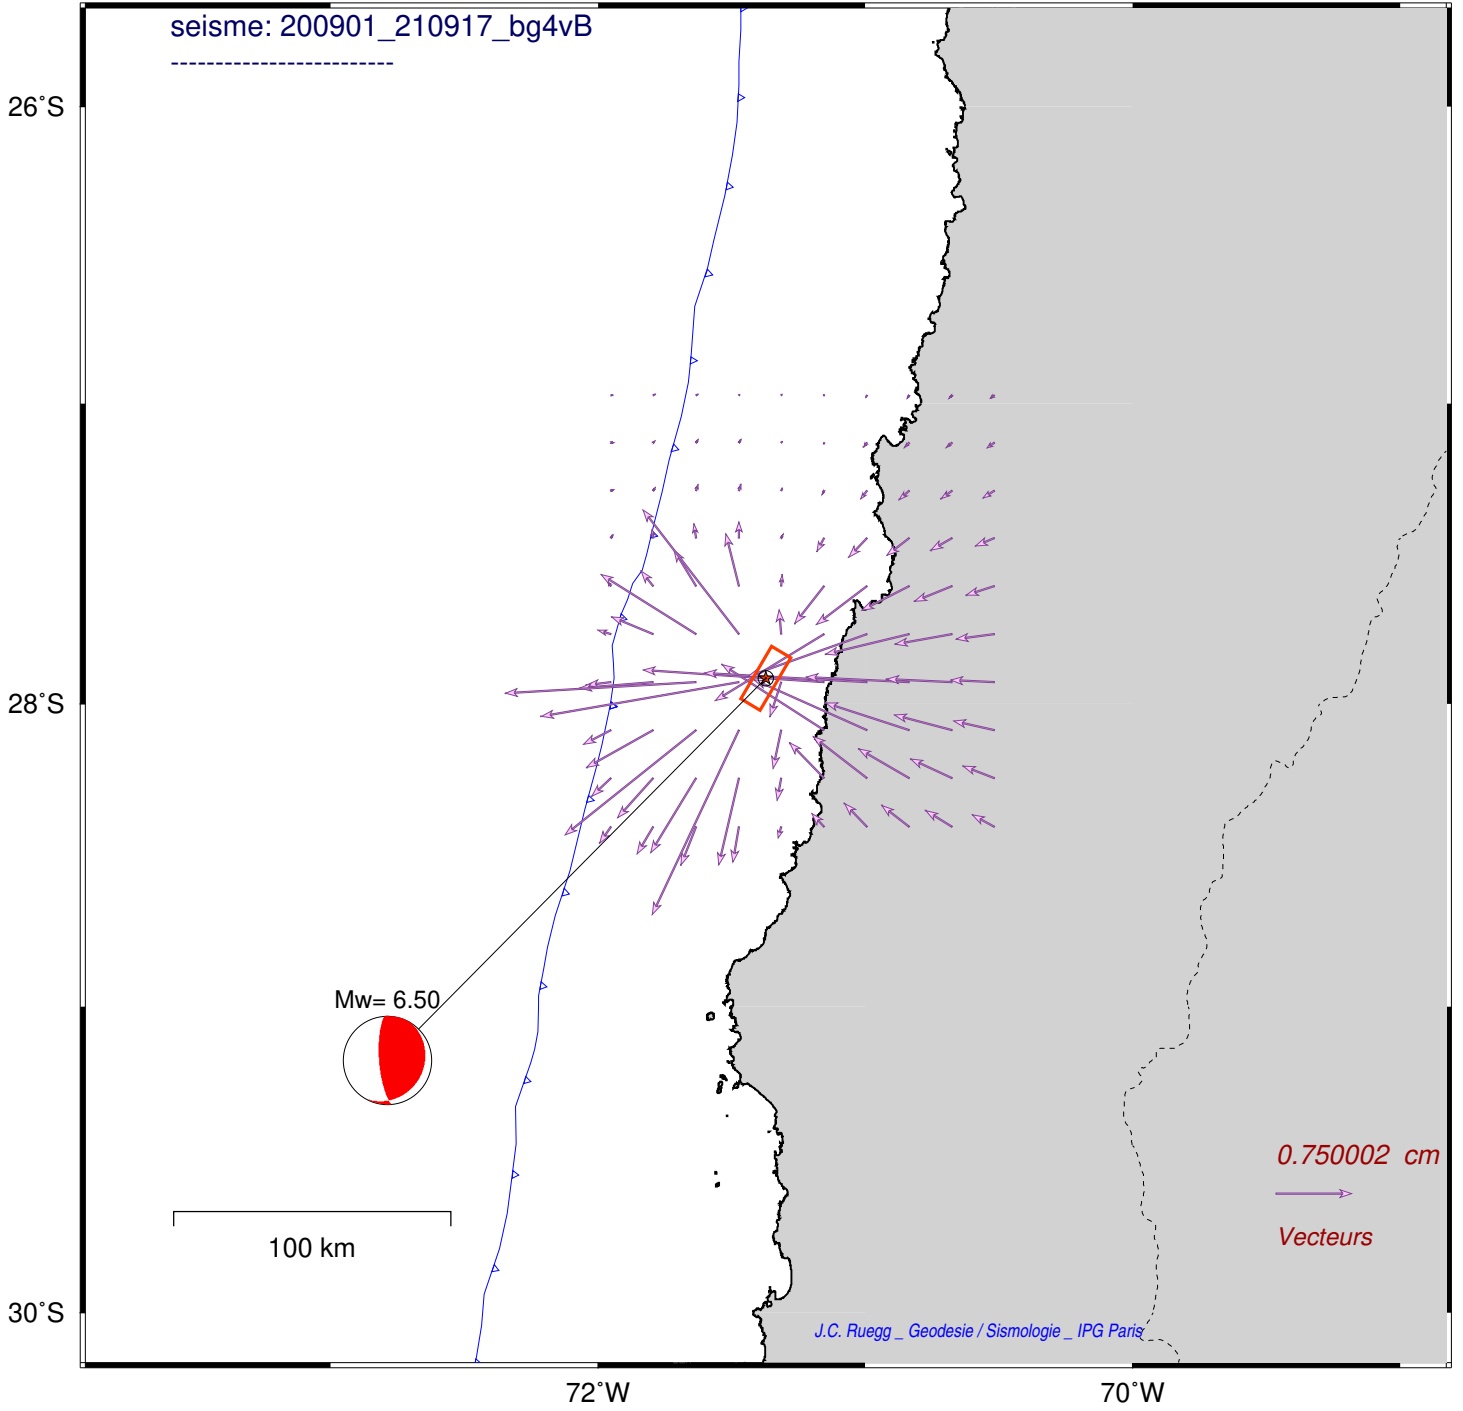 seisme: 200901_210917_bg4vB
------------------------
26°S
28°S
Mw= 6.50
0.750002 cm
Vecteurs
100 km
30°S
J.C. Ruegg _ Geodesie / Sismologie _ IPG Paris
72°W
70°W